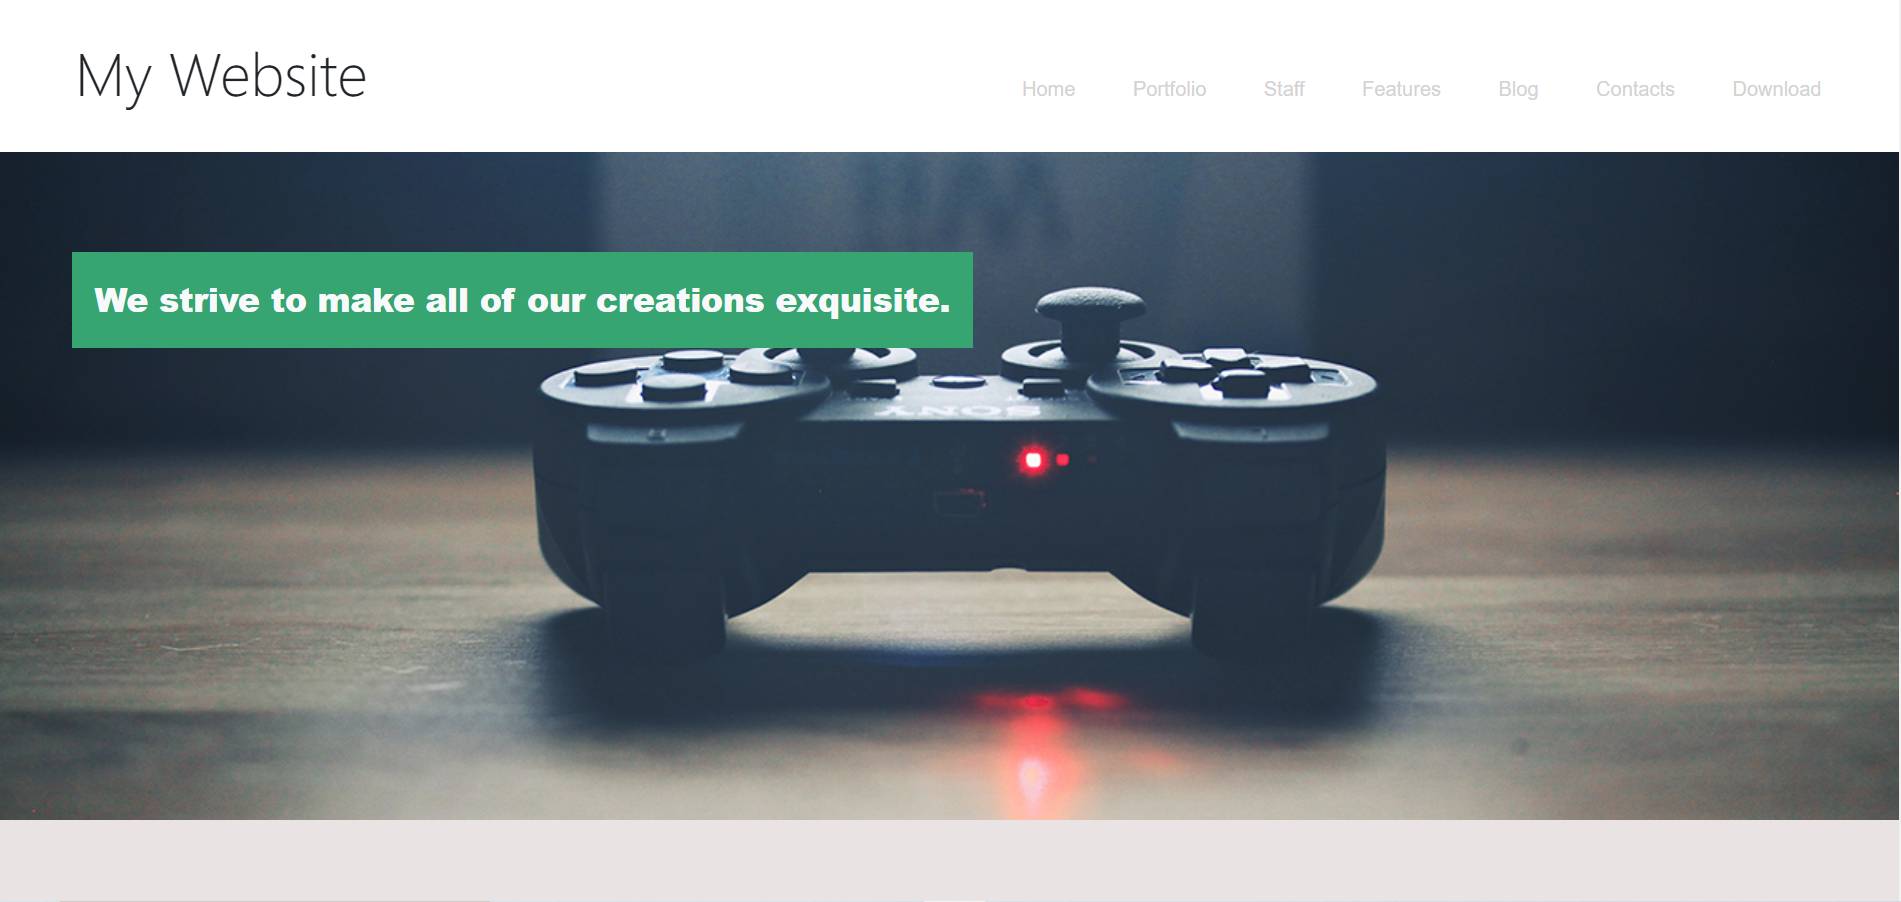 My Website
Home Portfolio Staff Features Blog Contacts Download
We strive to make all of our creations exquisite.
SONY